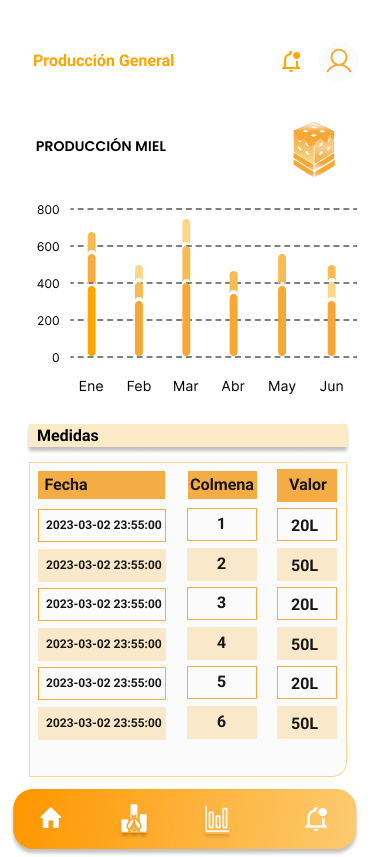 Producción General
PRODUCCIÓN MIEL
800
600
400
200
0
Ene Feb Mar Abr May Jun
Medidas
Fecha Colmena Valor
2023-03-02 23:55:00 1 20L
2023-03-02 23:55:00 2 50L
2023-03-02 23:55:00 3 20L
2023-03-02 23:55:00 4 50L
2023-03-02 23:55:00 5 20L
2023-03-02 23:55:00 6 50L